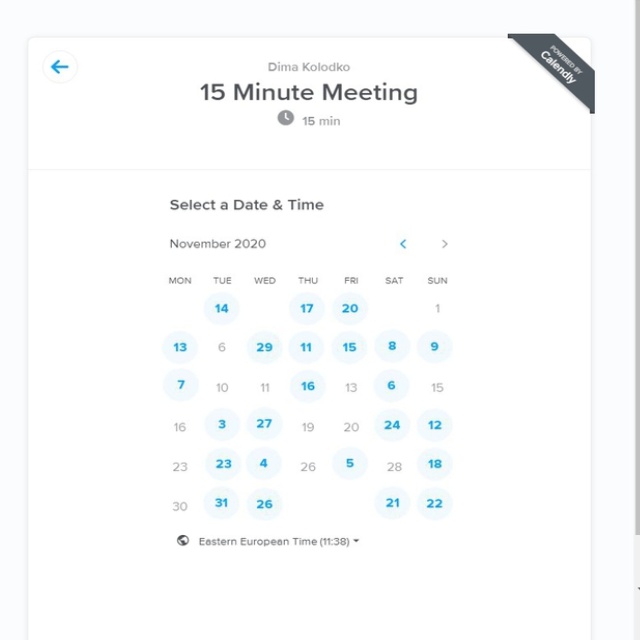 Dima Kolodko
15 Minute Meeting
15 min
POWERED BY
Calendly
Select a Date & Time
November 2020
MON TUE WED THU FRI SAT SUN
14 17 20 1
13 6 29 11 15 8 9
7 10 11 16 13 6 15
16 3 27 19 20 24 12
23 23 4 26 5 28 18
30 31 26 21 22
Eastern European Time (11:38)